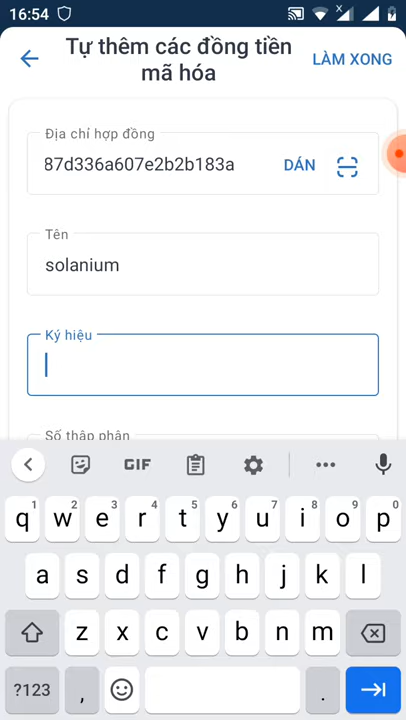 16:54
Tự thêm các đồng tiền
mã hóa
LÀM XONG
Địa chỉ hợp đồng
87d336a607e2b2b183a
DÁN
Tên
solanium
Ký hiệu
Số thập phân
GIF
1 2 3 4 5 6 7 8 9 0
q w e r t y u i o p
a s d f g h j k l
z x c v b n m
?123 , .